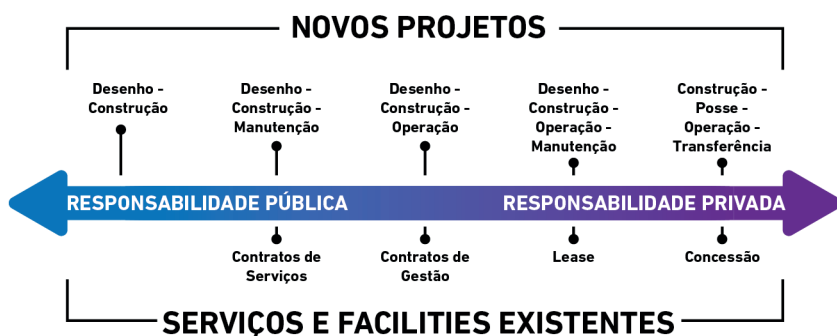 NOVOS PROJETOS
Desenho -
Construção
Desenho -
Construção -
Manutenção
Desenho -
Construção -
Operação
Desenho -
Construção -
Operação -
Manutenção
Construção -
Posse -
Operação -
Transferência
RESPONSABILIDADE PÚBLICA
RESPONSABILIDADE PRIVADA
Contratos de
Serviços
Contratos de
Gestão
Lease
Concessão
SERVIÇOS E FACILITIES EXISTENTES